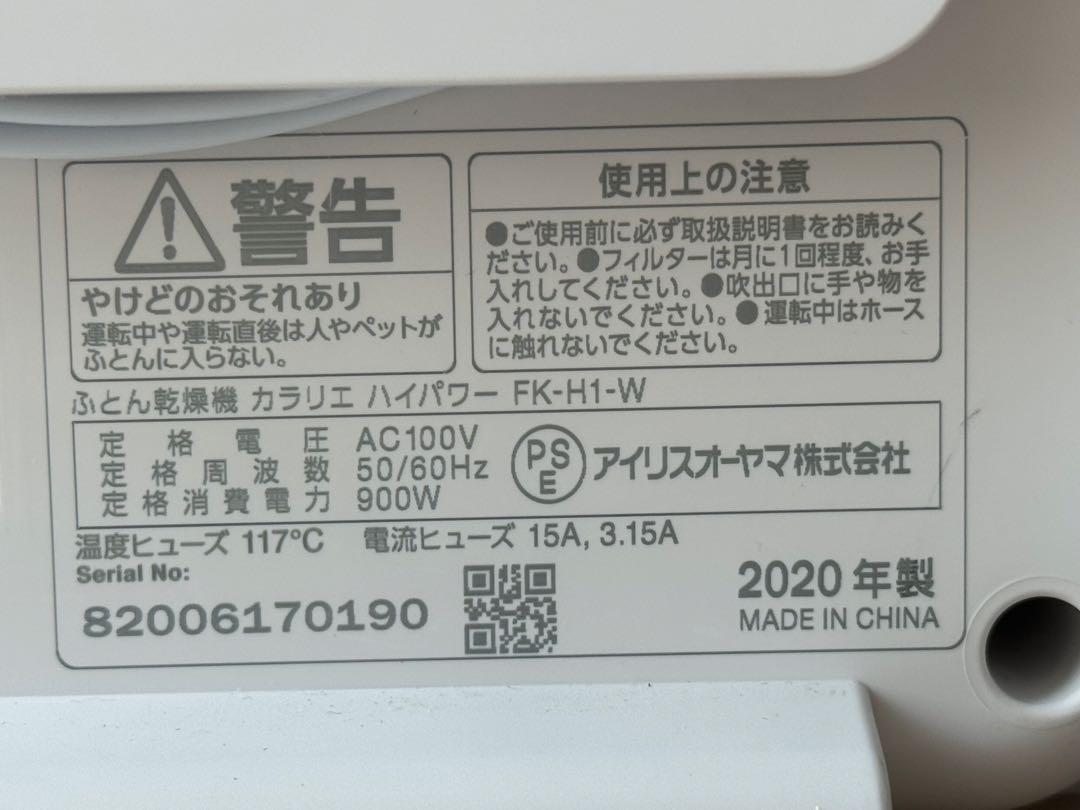 警告
やけどのおそれあり
運転中や運転直後は人やペットが
ふとんに入らない。
使用上の注意
●ご使用前に必ず取扱説明書をお読みく
ださい。●フィルターは月に1回程度、お手
入れしてください。●吹出口に手や物を
入れないでください。●運転中はホース
に触れないでください。
ふとん乾燥機 カラリエ ハイパワー FK-H1-W
定格電圧 AC100V
定格周波数 50/60Hz
定格消費電力 900W
PSE
アイリスオーヤマ株式会社
温度ヒューズ 117℃ 電流ヒューズ 15A, 3.15A
Serial No:
82006170190
2020年製
MADE IN CHINA